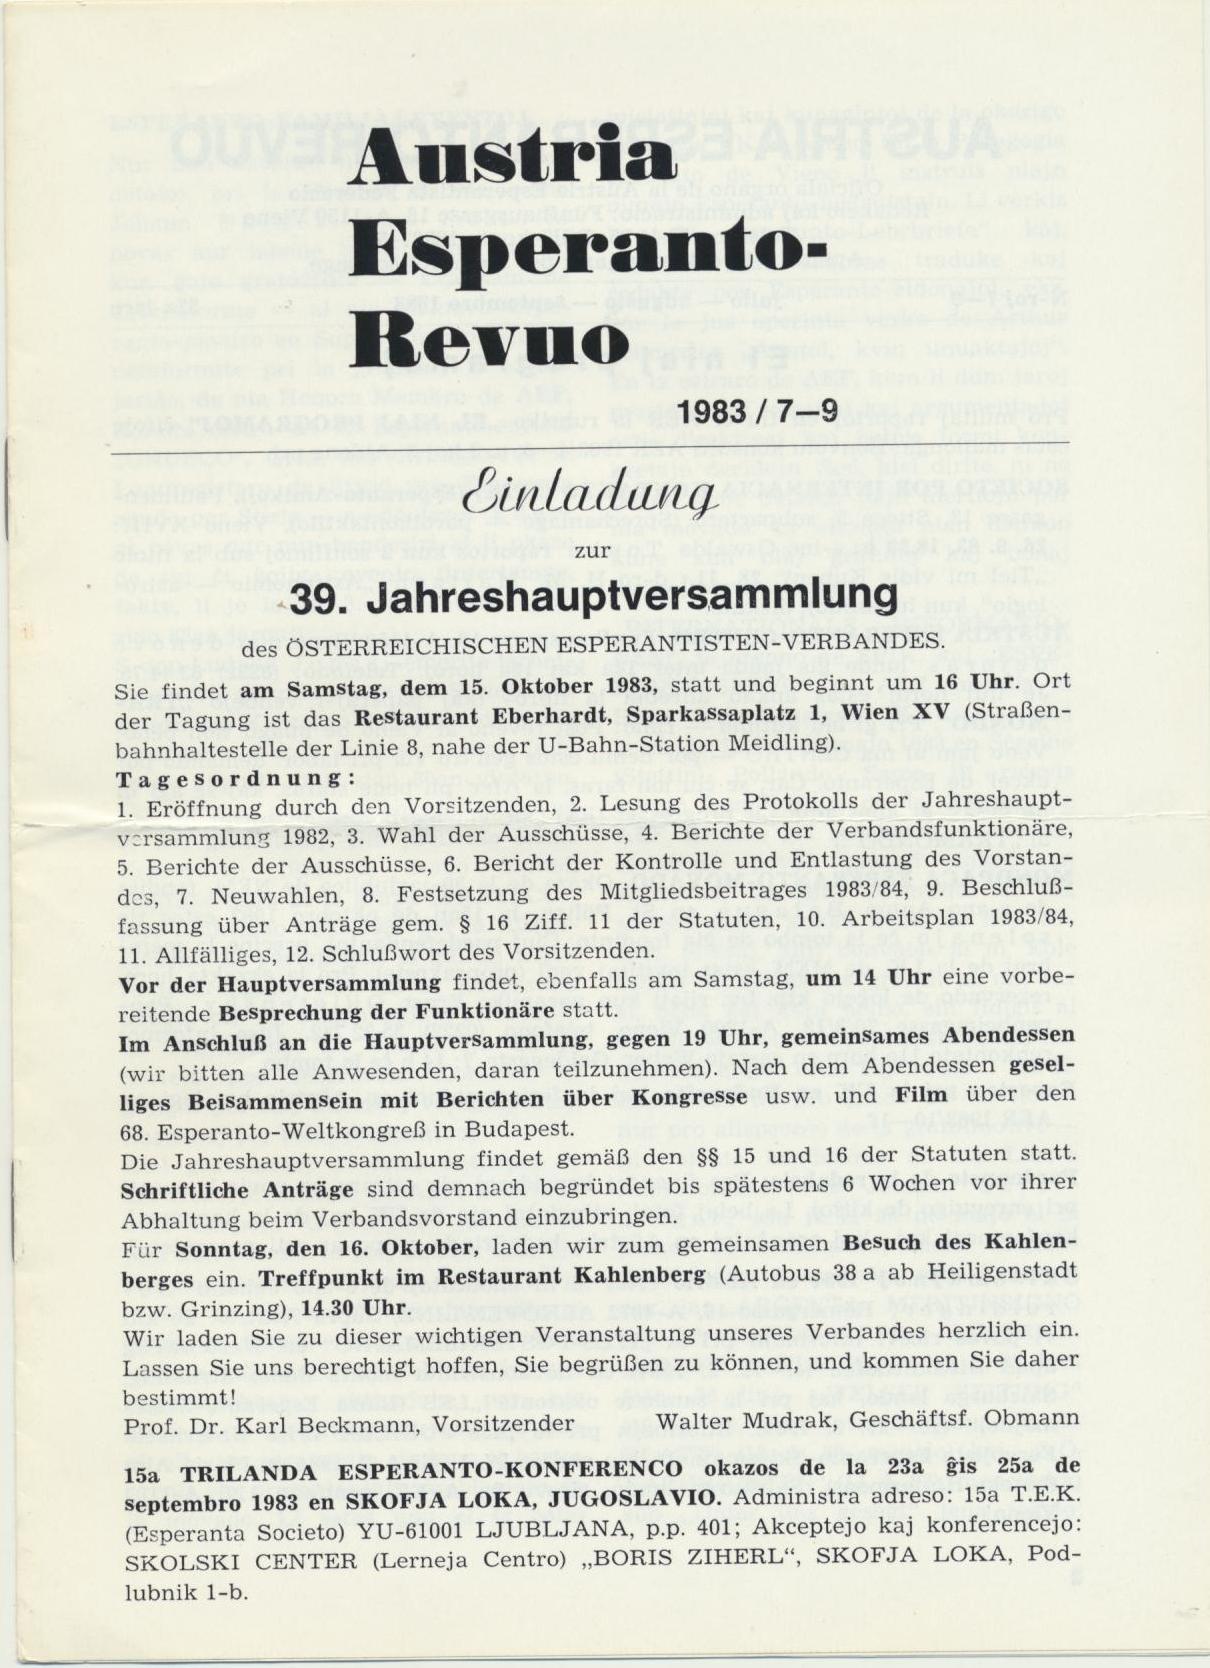 Austria
Esperanto-
Revuo
1983 / 7–9
Einladung
zur
39. Jahreshauptversammlung
des ÖSTERREICHISCHEN ESPERANTISTEN-VERBANDES.
Sie findet am Samstag, dem 15. Oktober 1983, statt und beginnt um 16 Uhr. Ort
der Tagung ist das Restaurant Eberhardt, Sparkassaplatz 1, Wien XV (Straßen-
bahnhaltestelle der Linie 8, nahe der U-Bahn-Station Meidling).
Tagesordnung:
1. Eröffnung durch den Vorsitzenden, 2. Lesung des Protokolls der Jahreshaupt-
versammlung 1982, 3. Wahl der Ausschüsse, 4. Berichte der Verbandsfunktionäre,
5. Berichte der Ausschüsse, 6. Bericht der Kontrolle und Entlastung des Vorstan-
des, 7. Neuwahlen, 8. Festsetzung des Mitgliedsbeitrages 1983/84, 9. Beschluß-
fassung über Anträge gem. § 16 Ziff. 11 der Statuten, 10. Arbeitsplan 1983/84,
11. Allfälliges, 12. Schlußwort des Vorsitzenden.
Vor der Hauptversammlung findet, ebenfalls am Samstag, um 14 Uhr eine vorbe-
reitende Besprechung der Funktionäre statt.
Im Anschluß an die Hauptversammlung, gegen 19 Uhr, gemeinsames Abendessen
(wir bitten alle Anwesenden, daran teilzunehmen). Nach dem Abendessen gesel-
liges Beisammensein mit Berichten über Kongresse usw. und Film über den
68. Esperanto-Weltkongreß in Budapest.
Die Jahreshauptversammlung findet gemäß den §§ 15 und 16 der Statuten statt.
Schriftliche Anträge sind demnach begründet bis spätestens 6 Wochen vor ihrer
Abhaltung beim Verbandsvorstand einzubringen.
Für Sonntag, den 16. Oktober, laden wir zum gemeinsamen Besuch des Kahlen-
berges ein. Treffpunkt im Restaurant Kahlenberg (Autobus 38 a ab Heiligenstadt
bzw. Grinzing), 14.30 Uhr.
Wir laden Sie zu dieser wichtigen Veranstaltung unseres Verbandes herzlich ein.
Lassen Sie uns berechtigt hoffen, Sie begrüßen zu können, und kommen Sie daher
bestimmt!
Prof. Dr. Karl Beckmann, Vorsitzender Walter Mudrak, Geschäftsf. Obmann
15a TRILANDA ESPERANTO-KONFERENCO okazos de la 23a ĝis 25a de
septembro 1983 en SKOFJA LOKA, JUGOSLAVIO. Administra adreso: 15a T.E.K.
(Esperanta Societo) YU-61001 LJUBLJANA, p.p. 401; Akceptejo kaj konferencejo:
SKOLSKI CENTER (Lerneja Centro) „BORIS ZIHERL“, SKOFJA LOKA, Pod-
lubnik 1-b.